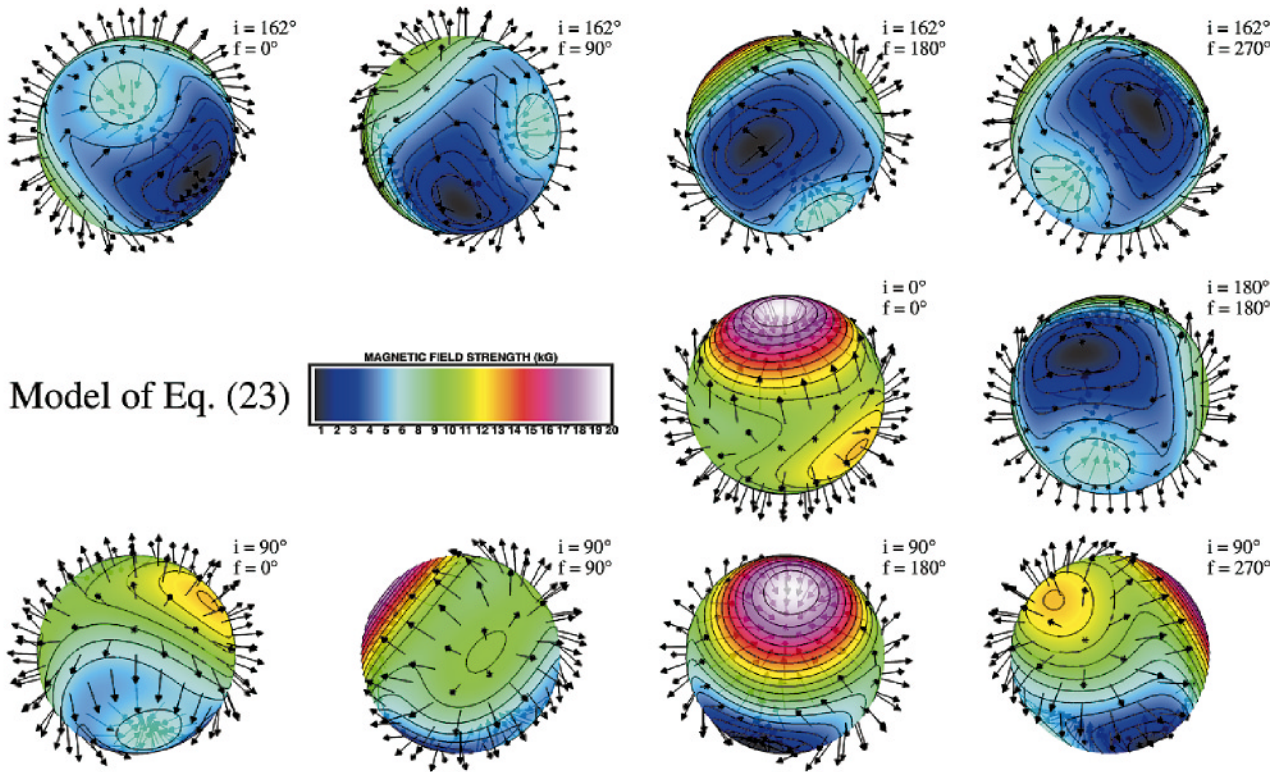 i = 162°
f = 0°
i = 162°
f = 90°
i = 162°
f = 180°
i = 162°
f = 270°
i = 0°
f = 0°
i = 180°
f = 180°
Model of Eq. (23)
MAGNETIC FIELD STRENGTH (kG)
1 2 3 4 5 6 7 8 9 10 11 12 13 14 15 16 17 18 19 20
i = 90°
f = 0°
i = 90°
f = 90°
i = 90°
f = 180°
i = 90°
f = 270°